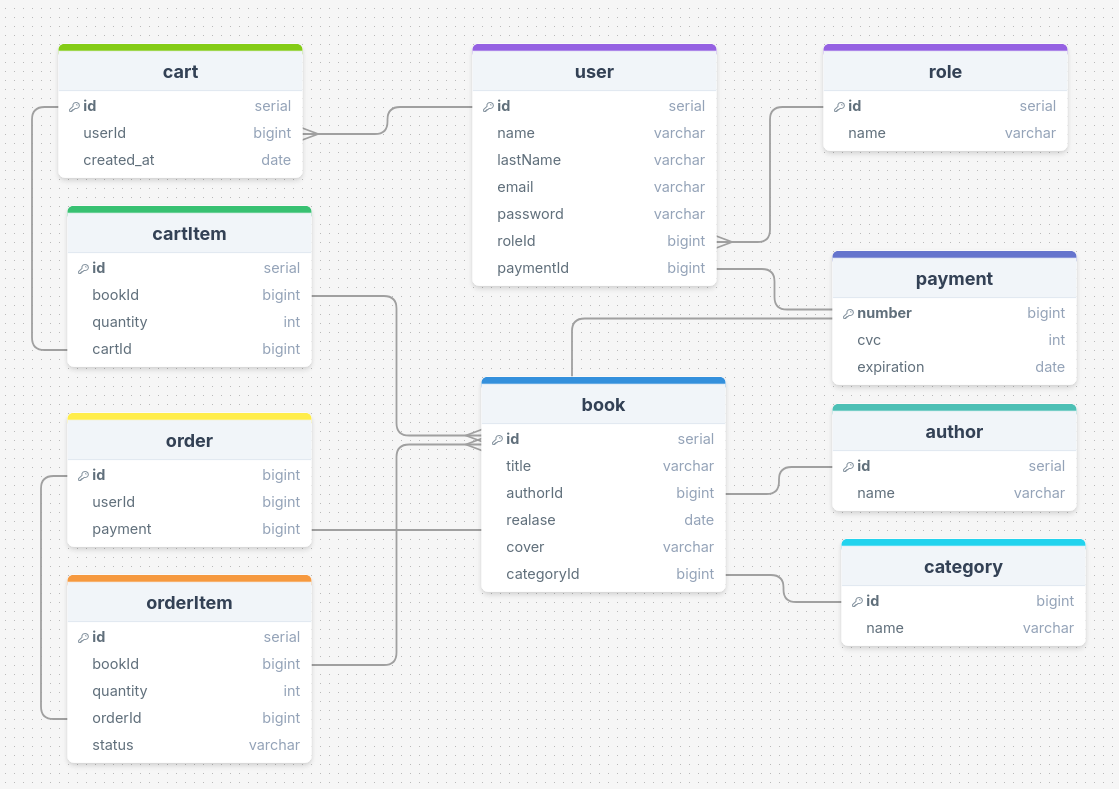 cart
id serial
userId bigint
created_at date
cartItem
id serial
bookId bigint
quantity int
cartId bigint
order
id bigint
userId bigint
payment bigint
orderItem
id serial
bookId bigint
quantity int
orderId bigint
status varchar
user
id serial
name varchar
lastName varchar
email varchar
password varchar
roleId bigint
paymentId bigint
book
id serial
title varchar
authorId bigint
realase date
cover varchar
categoryId bigint
role
id serial
name varchar
payment
number bigint
cvc int
expiration date
author
id serial
name varchar
category
id bigint
name varchar